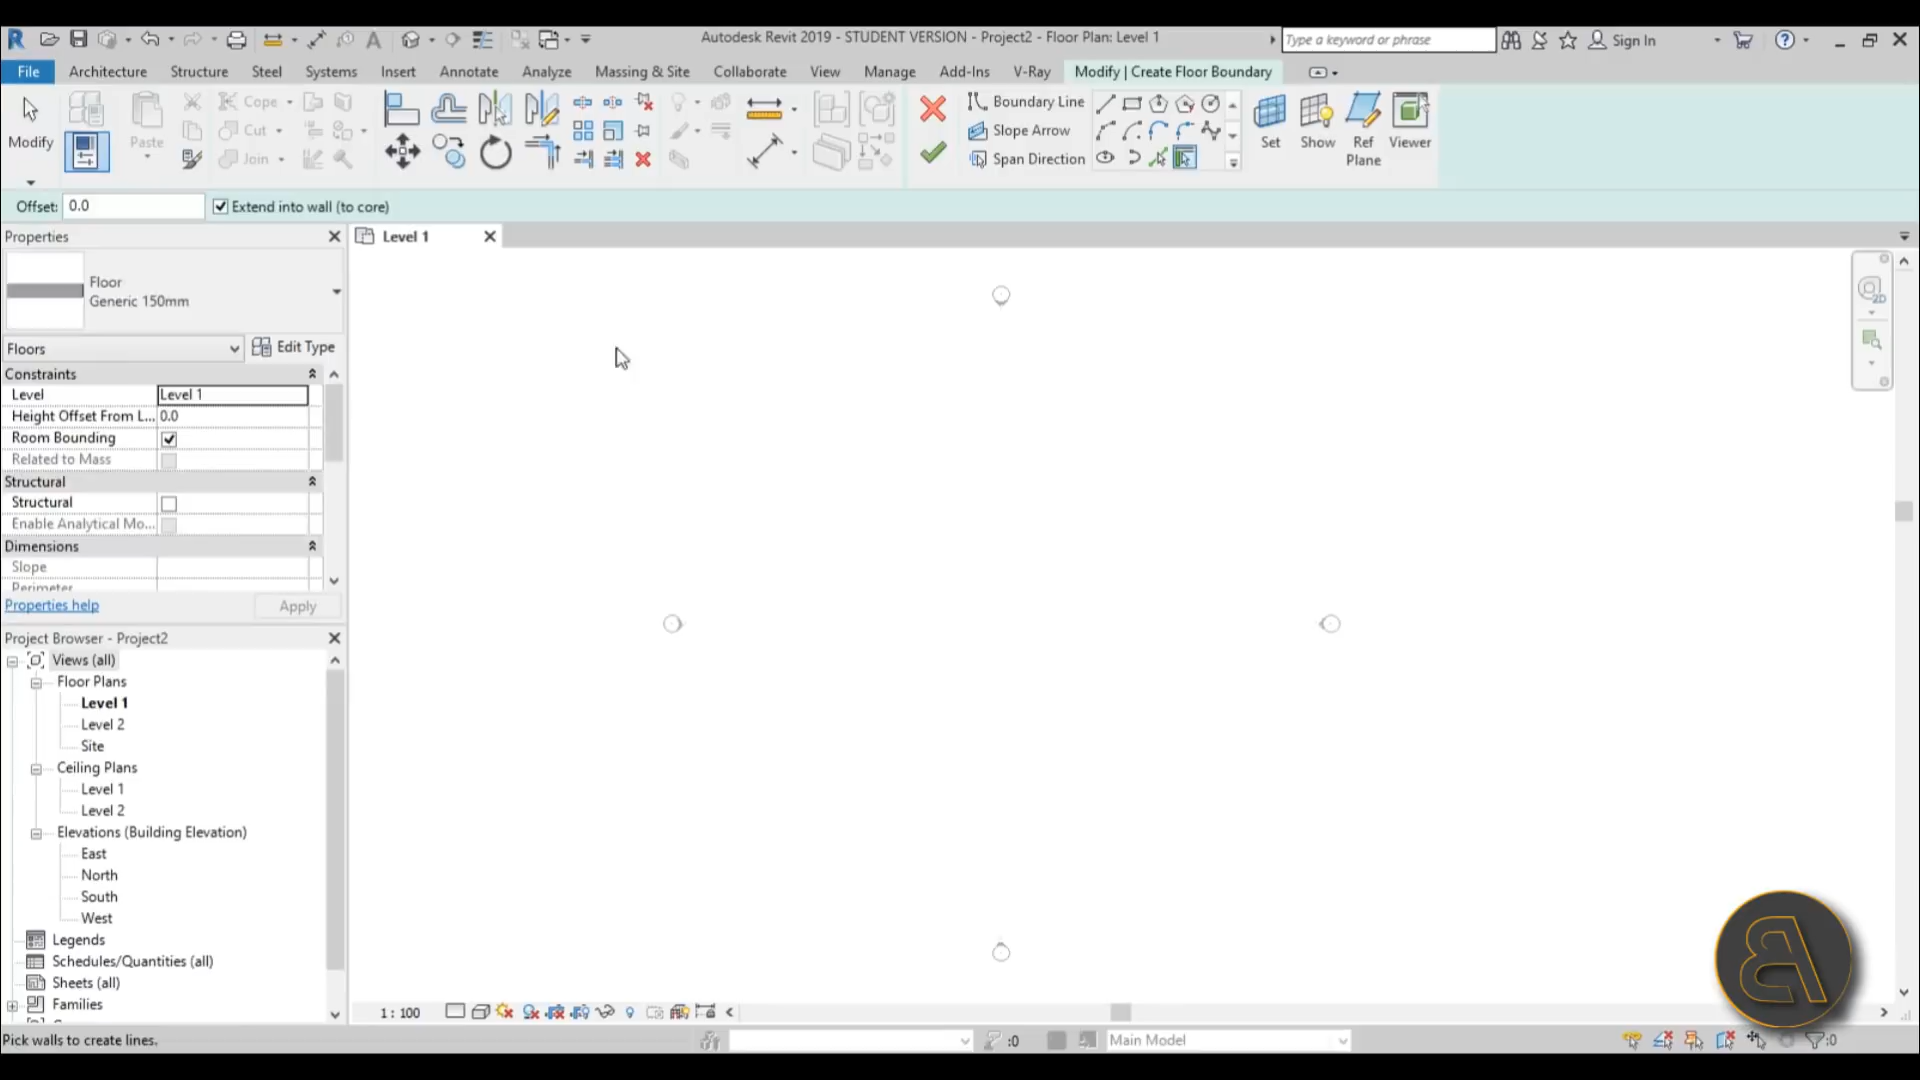 Autodesk Revit 2019 - STUDENT VERSION - Project2 - Floor Plan: Level 1
Type a keyword or phrase
Sign In
File Architecture Structure Steel Systems Insert Annotate Analyze Massing & Site Collaborate View Manage Add-Ins V-Ray Modify | Create Floor Boundary
Modify
Paste
Cope
Cut
Join
Boundary Line
Slope Arrow
Span Direction
Set
Show
Ref
Plane
Viewer
Offset: 0.0 Extend into wall (to core)
Properties
Level 1
Floor
Generic 150mm
Floors
Edit Type
Constraints
Level Level 1
Height Offset From L... 0.0
Room Bounding
Related to Mass
Structural
Structural
Enable Analytical Mo...
Dimensions
Slope
Perimeter
Properties help
Apply
Project Browser - Project2
Views (all)
Floor Plans
Level 1
Level 2
Site
Ceiling Plans
Level 1
Level 2
Elevations (Building Elevation)
East
North
South
West
Legends
Schedules/Quantities (all)
Sheets (all)
Families
1 : 100
2D
Pick walls to create lines.
:0
Main Model
:0